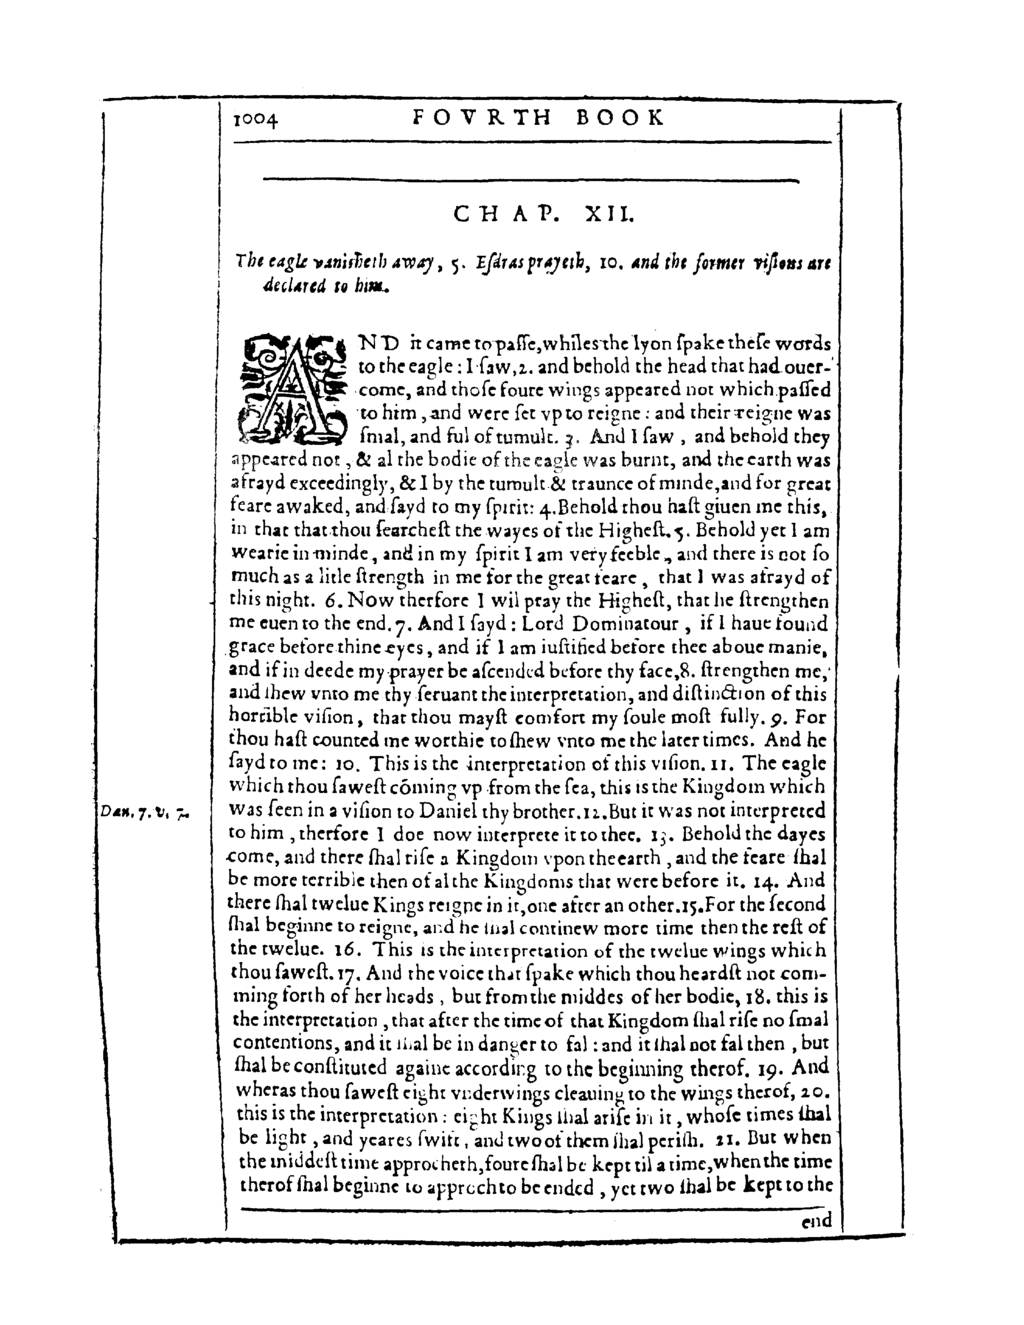 1004 FOVRTH BOOK
CHAP. XII.
The eagle vaniſheth away, 5. Eſdras prayeth, 10. and the former viſions are
declared to him.
AND it came to paſſe, whiles the lyon ſpake theſe words
to the eagle: I ſaw, 2. and behold the head that had ouer-
come, and thoſe foure wings appeared not which paſſed
to him, and were ſet vp to reigne: and their reigne was
ſmal, and ful of tumult. 3. And I ſaw, and behold they
appeared not, & al the bodie of the eagle was burnt, and the earth was
afrayd exceedingly, & I by the tumult & traunce of minde, and for great
feare awaked, and ſayd to my ſpirit: 4. Behold thou haſt giuen me this,
in that that thou ſearcheſt the wayes of the Higheſt. 5. Behold yet I am
wearie in minde, and in my ſpirit I am very feeble, and there is not ſo
much as a litle ſtrength in me for the great feare, that I was afrayd of
this night. 6. Now therfore I wil pray the Higheſt, that he ſtrengthen
me euen to the end. 7. And I ſayd: Lord Dominatour, if I haue found
grace before thine eyes, and if I am iuſtified before thee aboue manie,
and if in deede my prayer be aſcended before thy face, 8. ſtrengthen me,
and ſhew vnto me thy ſeruant the interpretation, and diſtinction of this
horrible viſion, that thou mayſt comfort my ſoule moſt fully. 9. For
thou haſt counted me worthie to ſhew vnto me the later times. And he
ſayd to me: 10. This is the interpretation of this viſion. 11. The eagle
which thou ſaweſt cõming vp from the ſea, this is the Kingdom which
Dan. 7. v. 7. was ſeen in a viſion to Daniel thy brother. 12. But it was not interpreted
to him, therfore I doe now interprete it to thee. 13. Behold the dayes
come, and there ſhal riſe a Kingdom vpon the earth, and the feare ſhal
be more terrible then of al the Kingdoms that were before it. 14. And
there ſhal twelue Kings reigne in it, one after an other. 15. For the ſecond
ſhal beginne to reigne, and he ſhal continew more time then the reſt of
the twelue. 16. This is the interpretation of the twelue wings which
thou ſaweſt. 17. And the voice that ſpake which thou heardſt not com-
ming forth of her heads, but from the middes of her bodie, 18. this is
the interpretation, that after the time of that Kingdom ſhal riſe no ſmal
contentions, and it ſhal be in danger to fal: and it ſhal not fal then, but
ſhal be conſtituted againe according to the beginning therof. 19. And
wheras thou ſaweſt eight vnderwings cleauing to the wings therof, 20.
this is the interpretation: eight Kings ſhal ariſe in it, whoſe times ſhal
be light, and yeares ſwift, and two of them ſhal periſh. 21. But when
the middeſt time approcheth, foure ſhal be kept til a time, when the time
therof ſhal beginne to approch to be ended, yet two ſhal be kept to the
end